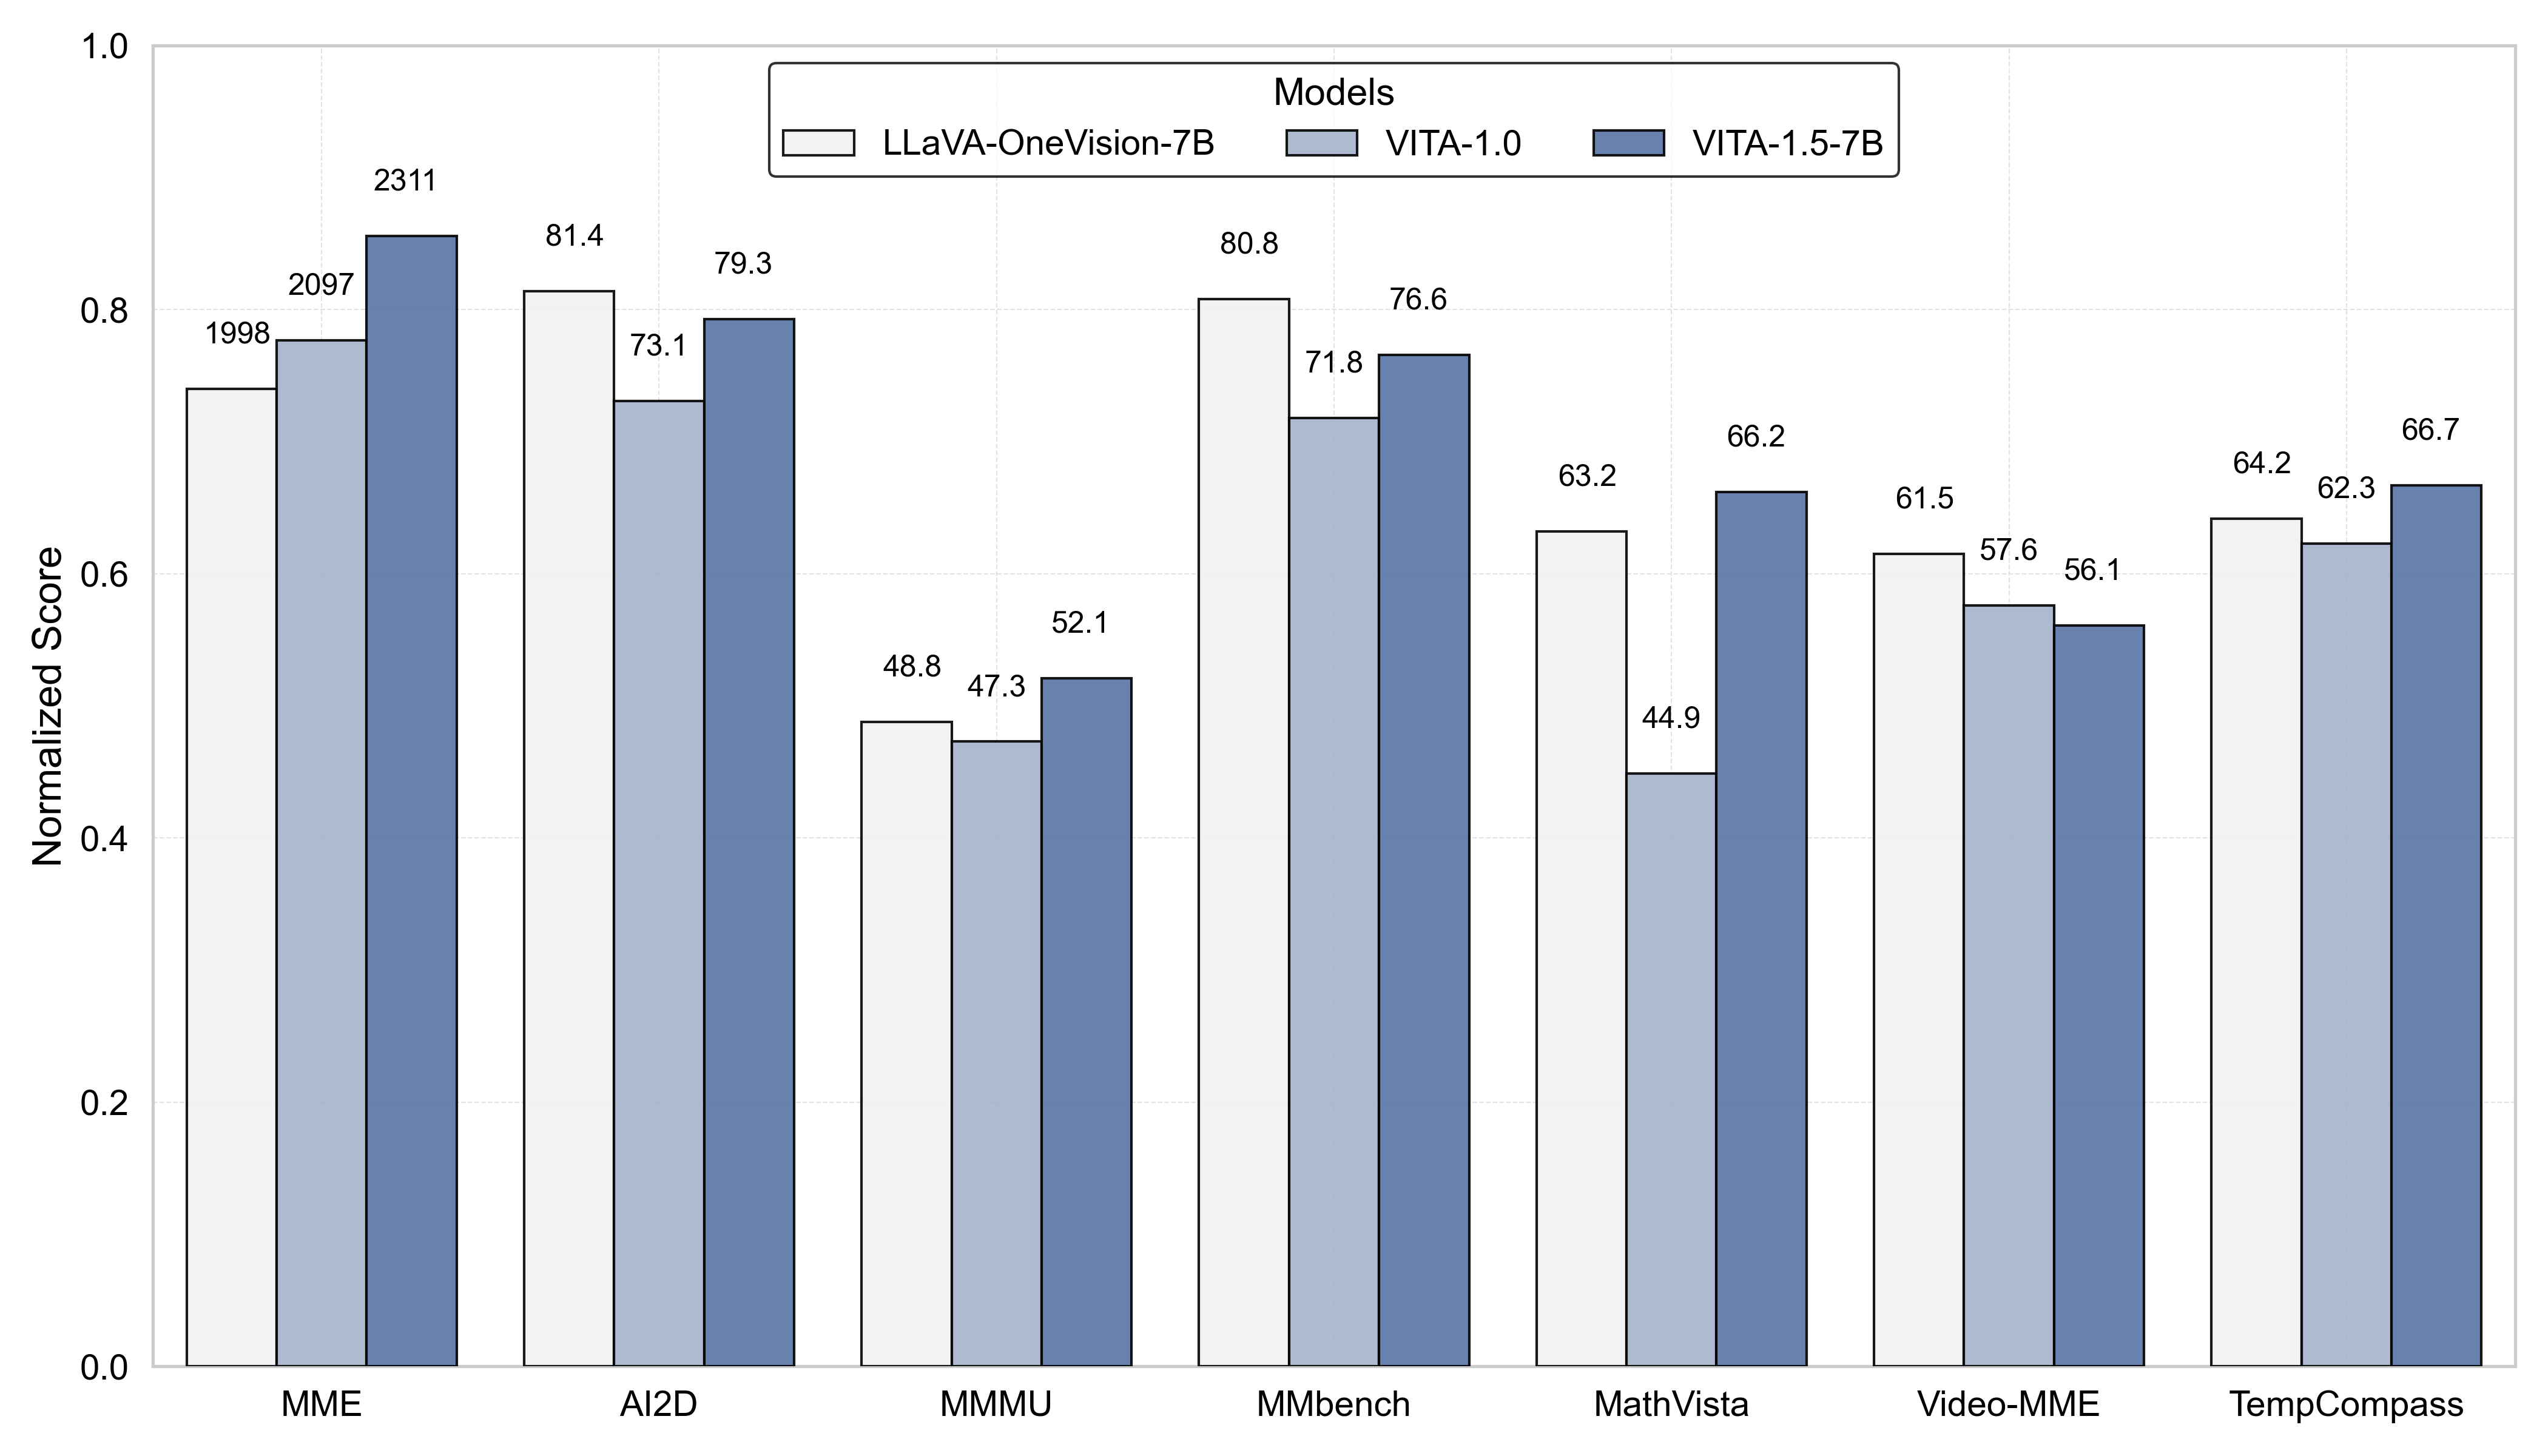 Models
LLaVA-OneVision-7B VITA-1.0 VITA-1.5-7B
Normalized Score
1.0
0.8
0.6
0.4
0.2
0.0
1998 2097 2311
81.4 73.1 79.3
48.8 47.3 52.1
80.8 71.8 76.6
63.2 44.9 66.2
61.5 57.6 56.1
64.2 62.3 66.7
MME AI2D MMMU MMbench MathVista Video-MME TempCompass